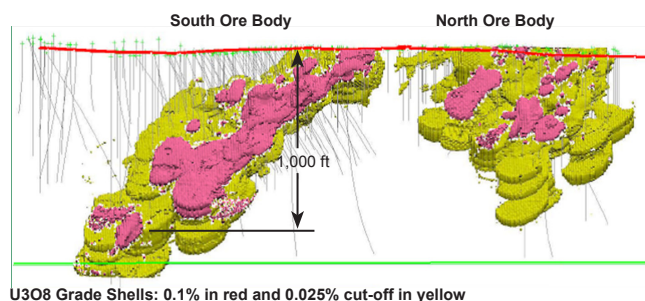 South Ore Body
North Ore Body
1,000 ft
U3O8 Grade Shells: 0.1% in red and 0.025% cut-off in yellow